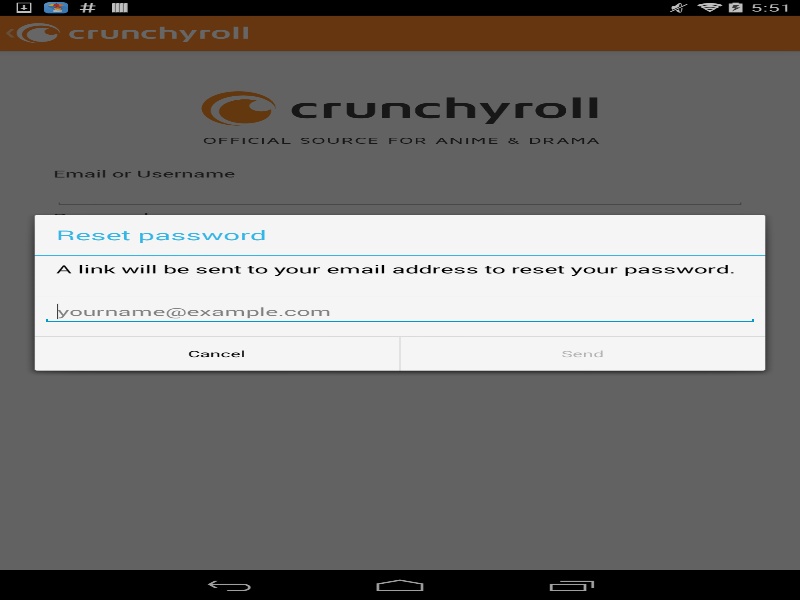 5:51
crunchyroll
crunchyroll
OFFICIAL SOURCE FOR ANIME & DRAMA
Email or Username
Reset password
A link will be sent to your email address to reset your password.
yourname@example.com
Cancel
Send